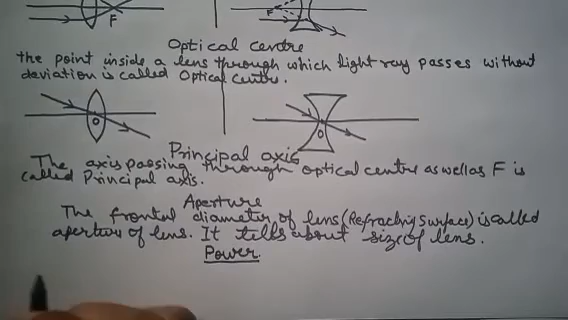 F
F
Optical centre
the point inside a lens through which light ray passes without
deviation is called Optical centre.
O
O
Principal axis
The axis passing through optical centre as well as F is
called Principal axis.
Aperture
The frontal diameter of lens (Refracting surface) is called
aperture of lens. It tells about size of lens.
Power